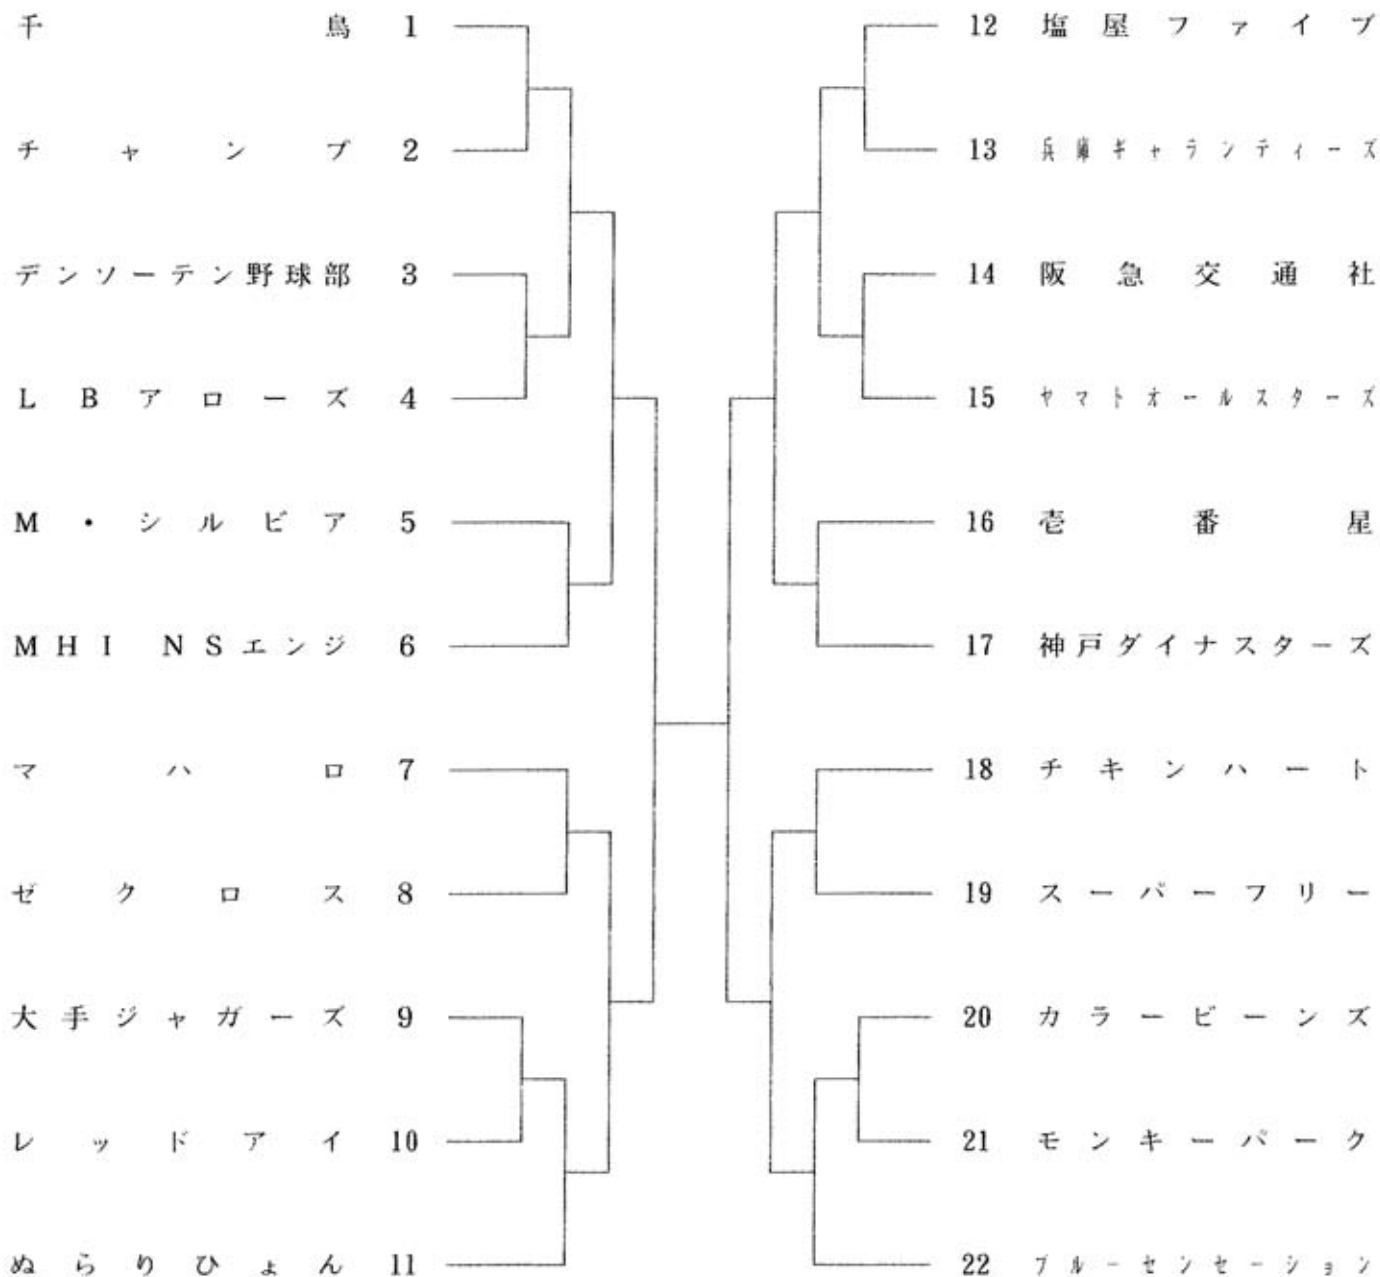 千鳥 1
チャンプ 2
デンソーテン野球部 3
LBアローズ 4
M・シルビア 5
MHI NSエンジ 6
マハロ 7
ゼクロス 8
大手ジャガーズ 9
レッドアイ 10
ぬらりひょん 11
12 塩屋ファイブ
13 兵庫ギャランティーズ
14 阪急交通社
15 ヤマトオールスターズ
16 壱番星
17 神戸ダイナスターズ
18 チキンハート
19 スーパーフリー
20 カラービーンズ
21 モンキーパーク
22 ブルーセンセーション